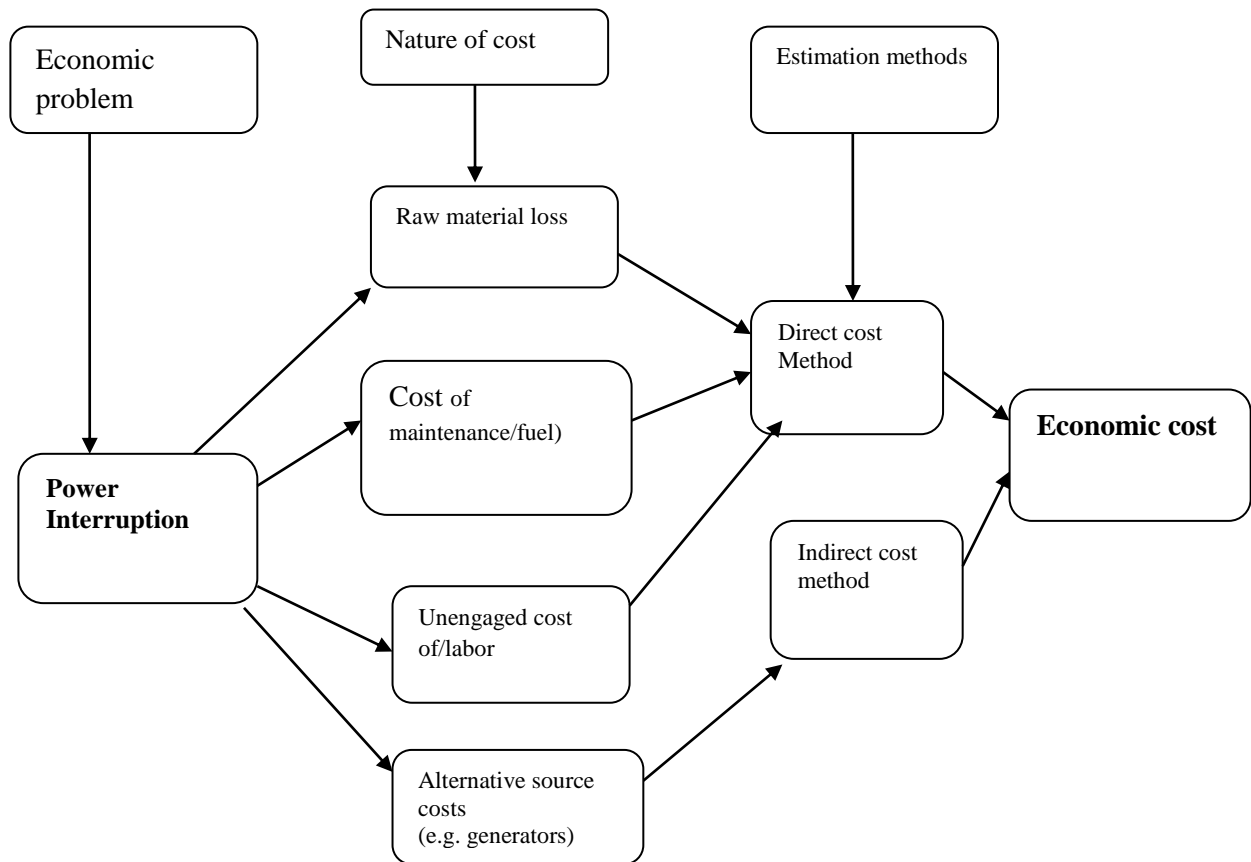 Economic
problem
Nature of cost
Estimation methods
Raw material loss
Cost of
maintenance/fuel)
Direct cost
Method
Economic cost
Power
Interruption
Indirect cost
method
Unengaged cost
of/labor
Alternative source
costs
(e.g. generators)